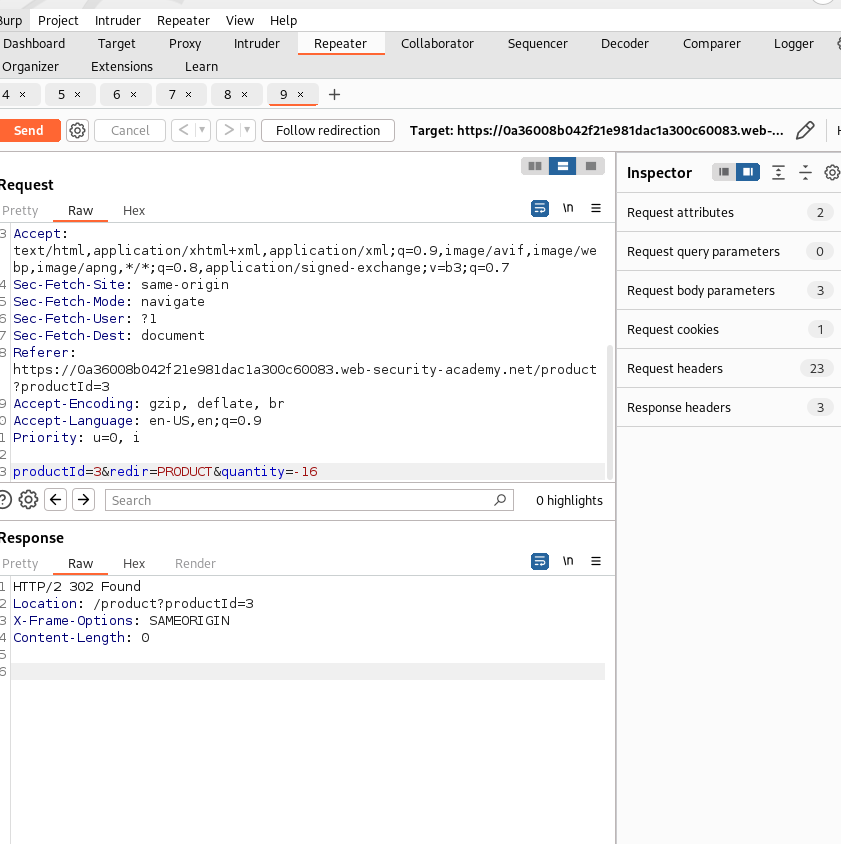 Burp Project Intruder Repeater View Help
Dashboard Target Proxy Intruder Repeater Collaborator Sequencer Decoder Comparer Logger
Organizer Extensions Learn
4 × 5 × 6 × 7 × 8 × 9 × +
Send Cancel < > Follow redirection Target: https://0a36008b042f21e981dac1a300c60083.web-...
Request
Pretty Raw Hex \n
3 Accept:
text/html,application/xhtml+xml,application/xml;q=0.9,image/avif,image/we
bp,image/apng,*/*;q=0.8,application/signed-exchange;v=b3;q=0.7
4 Sec-Fetch-Site: same-origin
5 Sec-Fetch-Mode: navigate
6 Sec-Fetch-User: ?1
7 Sec-Fetch-Dest: document
8 Referer:
https://0a36008b042f21e981dac1a300c60083.web-security-academy.net/product
?productId=3
9 Accept-Encoding: gzip, deflate, br
0 Accept-Language: en-US,en;q=0.9
1 Priority: u=0, i
2
3 productId=3&redir=PRODUCT&quantity=-16
Search 0 highlights
Response
Pretty Raw Hex Render \n
1 HTTP/2 302 Found
2 Location: /product?productId=3
3 X-Frame-Options: SAMEORIGIN
4 Content-Length: 0
5
6
Inspector
Request attributes 2
Request query parameters 0
Request body parameters 3
Request cookies 1
Request headers 23
Response headers 3